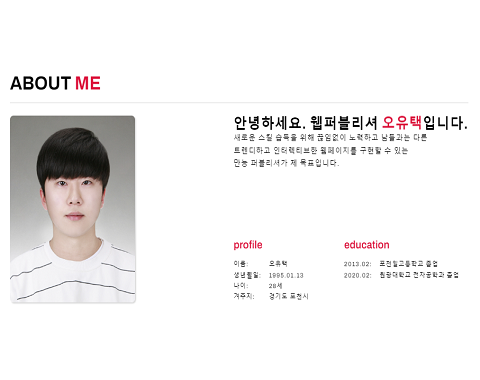 ABOUT ME
안녕하세요. 웹퍼블리셔 오유택입니다.
새로운 스킬 습득을 위해 끊임없이 노력하고 남들과는 다른
트렌디하고 인터랙티브한 웹페이지를 구현할 수 있는
만능 퍼블리셔가 제 목표입니다.
profile
이름: 오유택
생년월일: 1995.01.13
나이: 28세
거주지: 경기도 포천시
education
2013.02: 포천일고등학교 졸업
2020.02: 원광대학교 전자공학과 졸업